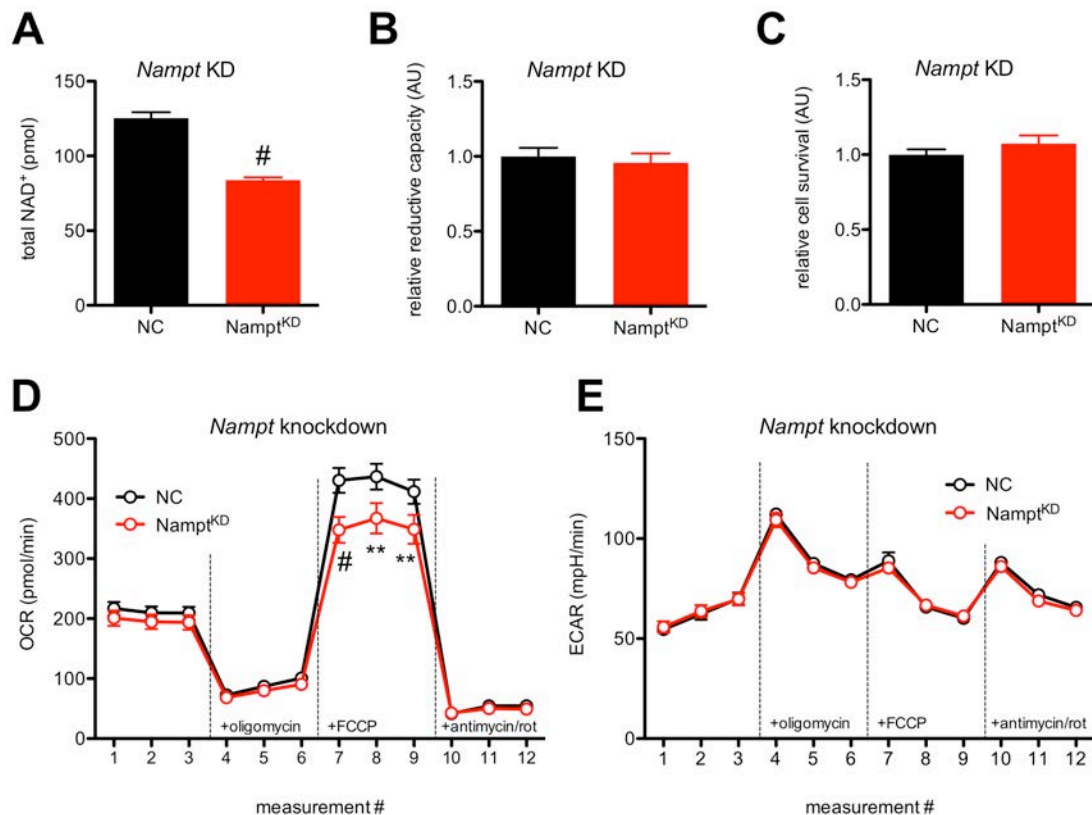 A
Nampt KD
total NAD⁺ (pmol)
150
100
50
0
#
NC
Nampt^KD
B
Nampt KD
relative reductive capacity (AU)
1.5
1.0
0.5
0.0
NC
Nampt^KD
C
Nampt KD
relative cell survival (AU)
1.5
1.0
0.5
0.0
NC
Nampt^KD
D
Nampt knockdown
OCR (pmol/min)
500
400
300
200
100
0
NC
Nampt^KD
# ** **
+oligomycin +FCCP +antimycin/rot
1 2 3 4 5 6 7 8 9 10 11 12
measurement #
E
Nampt knockdown
ECAR (mpH/min)
150
100
50
0
NC
Nampt^KD
+oligomycin +FCCP +antimycin/rot
1 2 3 4 5 6 7 8 9 10 11 12
measurement #